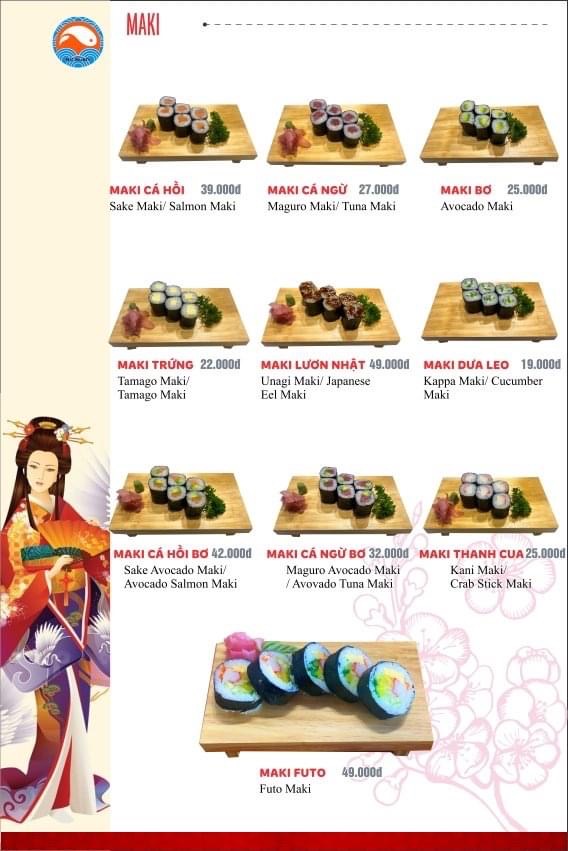 MAKI
MAKI CÁ HỒI 39.000đ
Sake Maki/ Salmon Maki
MAKI CÁ NGỪ 27.000đ
Maguro Maki/ Tuna Maki
MAKI BƠ 25.000đ
Avocado Maki
MAKI TRỨNG 22.000đ
Tamago Maki/
Tamago Maki
MAKI LƯƠN NHẬT 49.000đ
Unagi Maki/ Japanese
Eel Maki
MAKI DƯA LEO 19.000đ
Kappa Maki/ Cucumber
Maki
MAKI CÁ HỒI BƠ 42.000đ
Sake Avocado Maki/
Avocado Salmon Maki
MAKI CÁ NGỪ BƠ 32.000đ
Maguro Avocado Maki
/ Avovado Tuna Maki
MAKI THANH CUA 25.000đ
Kani Maki/
Crab Stick Maki
MAKI FUTO 49.000đ
Futo Maki